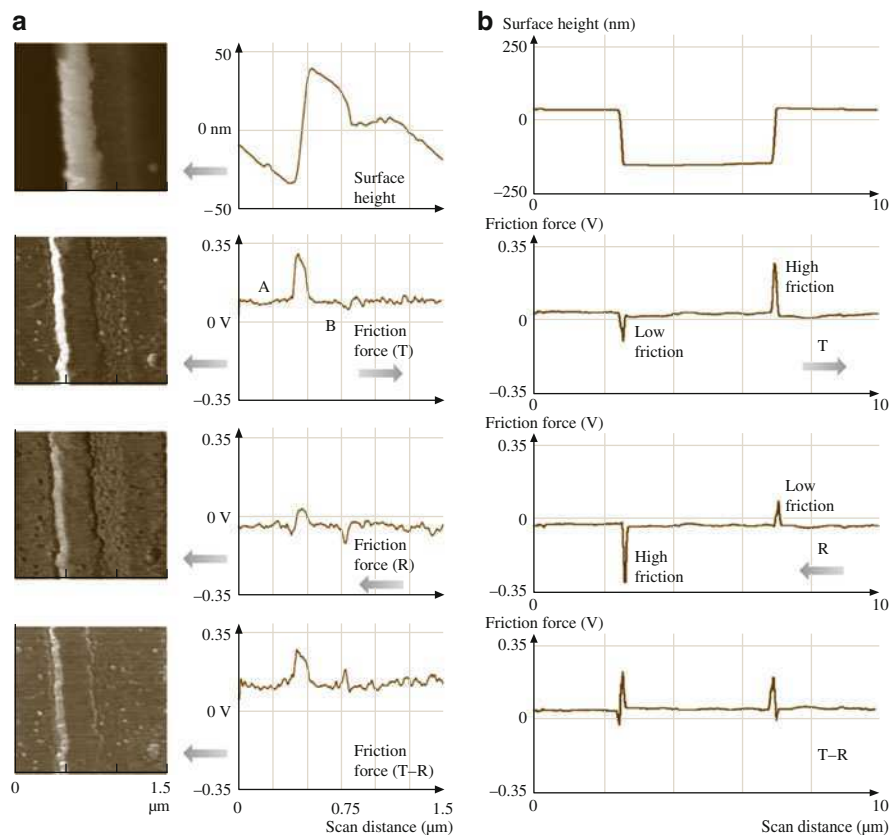 a
50
0 nm
−50
Surface
height
0.35
A
0 V
B
Friction
force (T)
−0.35
0.35
0 V
Friction
force (R)
−0.35
0.35
0 V
Friction
force (T–R)
−0.35
0
1.5
µm
0
0.75
1.5
Scan distance (µm)
b
Surface height (nm)
250
0
−250
0
10
Friction force (V)
0.35
High
friction
0
Low
friction
T
−0.35
0
10
Friction force (V)
0.35
Low
friction
0
High
friction
R
−0.35
0
10
Friction force (V)
0.35
0
T–R
−0.35
0
10
Scan distance (µm)